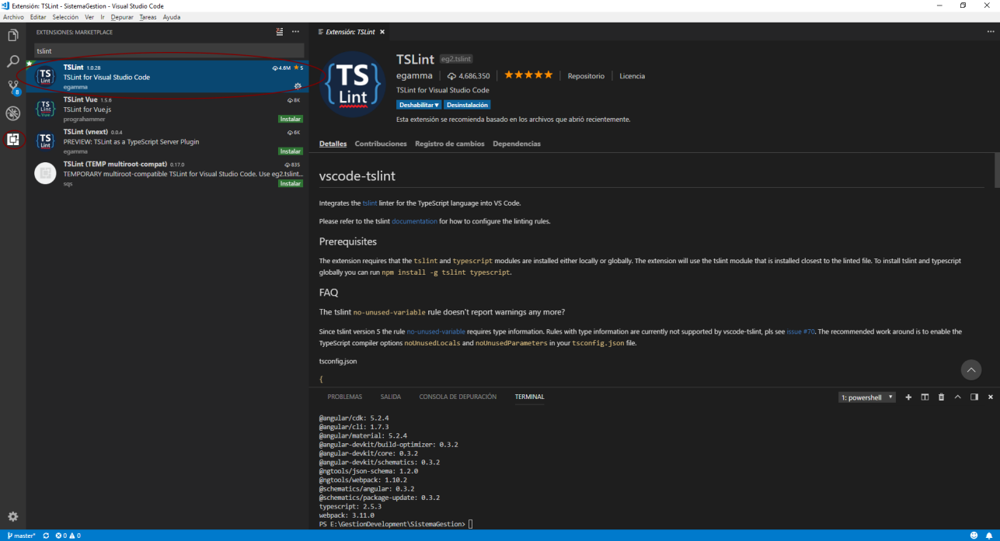 Extensión: TSLint - SistemaGestion - Visual Studio Code
Archivo Editar Selección Ver Ir Depurar Tareas Ayuda
EXTENSIONES: MARKETPLACE
tslint
TSLint 1.0.28 4.6M 5
TSLint for Visual Studio Code
egamma
TSLint Vue 1.5.6 8K
TSLint for Vue.js
prograhammer Instalar
TSLint (vnext) 0.0.4 6K
PREVIEW: TSLint as a TypeScript Server Plugin
egamma Instalar
TSLint (TEMP multiroot-compat) 0.17.0 835
TEMPORARY multiroot-compatible TSLint for Visual Studio Code. Use eg2.tslint...
sqs Instalar
8
Extensión: TSLint
TS
Lint
TSLint eg2.tslint
egamma 4,686,350 Repositorio Licencia
TSLint for Visual Studio Code
Deshabilitar Desinstalación
Esta extensión se recomienda basado en los archivos que abrió recientemente.
Detalles Contribuciones Registro de cambios Dependencias
vscode-tslint
Integrates the tslint linter for the TypeScript language into VS Code.
Please refer to the tslint documentation for how to configure the linting rules.
Prerequisites
The extension requires that the tslint and typescript modules are installed either locally or globally. The extension will use the tslint module that is installed closest to the linted file. To install tslint and typescript
globally you can run npm install -g tslint typescript.
FAQ
The tslint no-unused-variable rule doesn't report warnings any more?
Since tslint version 5 the rule no-unused-variable requires type information. Rules with type information are currently not supported by vscode-tslint, pls see issue #70. The recommended work around is to enable the
TypeScript compiler options noUnusedLocals and noUnusedParameters in your tsconfig.json file.
tsconfig.json
{
PROBLEMAS SALIDA CONSOLA DE DEPURACIÓN TERMINAL 1: powershell
@angular/cdk: 5.2.4
@angular/cli: 1.7.3
@angular/material: 5.2.4
@angular-devkit/build-optimizer: 0.3.2
@angular-devkit/core: 0.3.2
@angular-devkit/schematics: 0.3.2
@ngtools/json-schema: 1.2.0
@ngtools/webpack: 1.10.2
@schematics/angular: 0.3.2
@schematics/package-update: 0.3.2
typescript: 2.5.3
webpack: 3.11.0
PS E:\GestionDevelopment\SistemaGestion>
master* 0 0